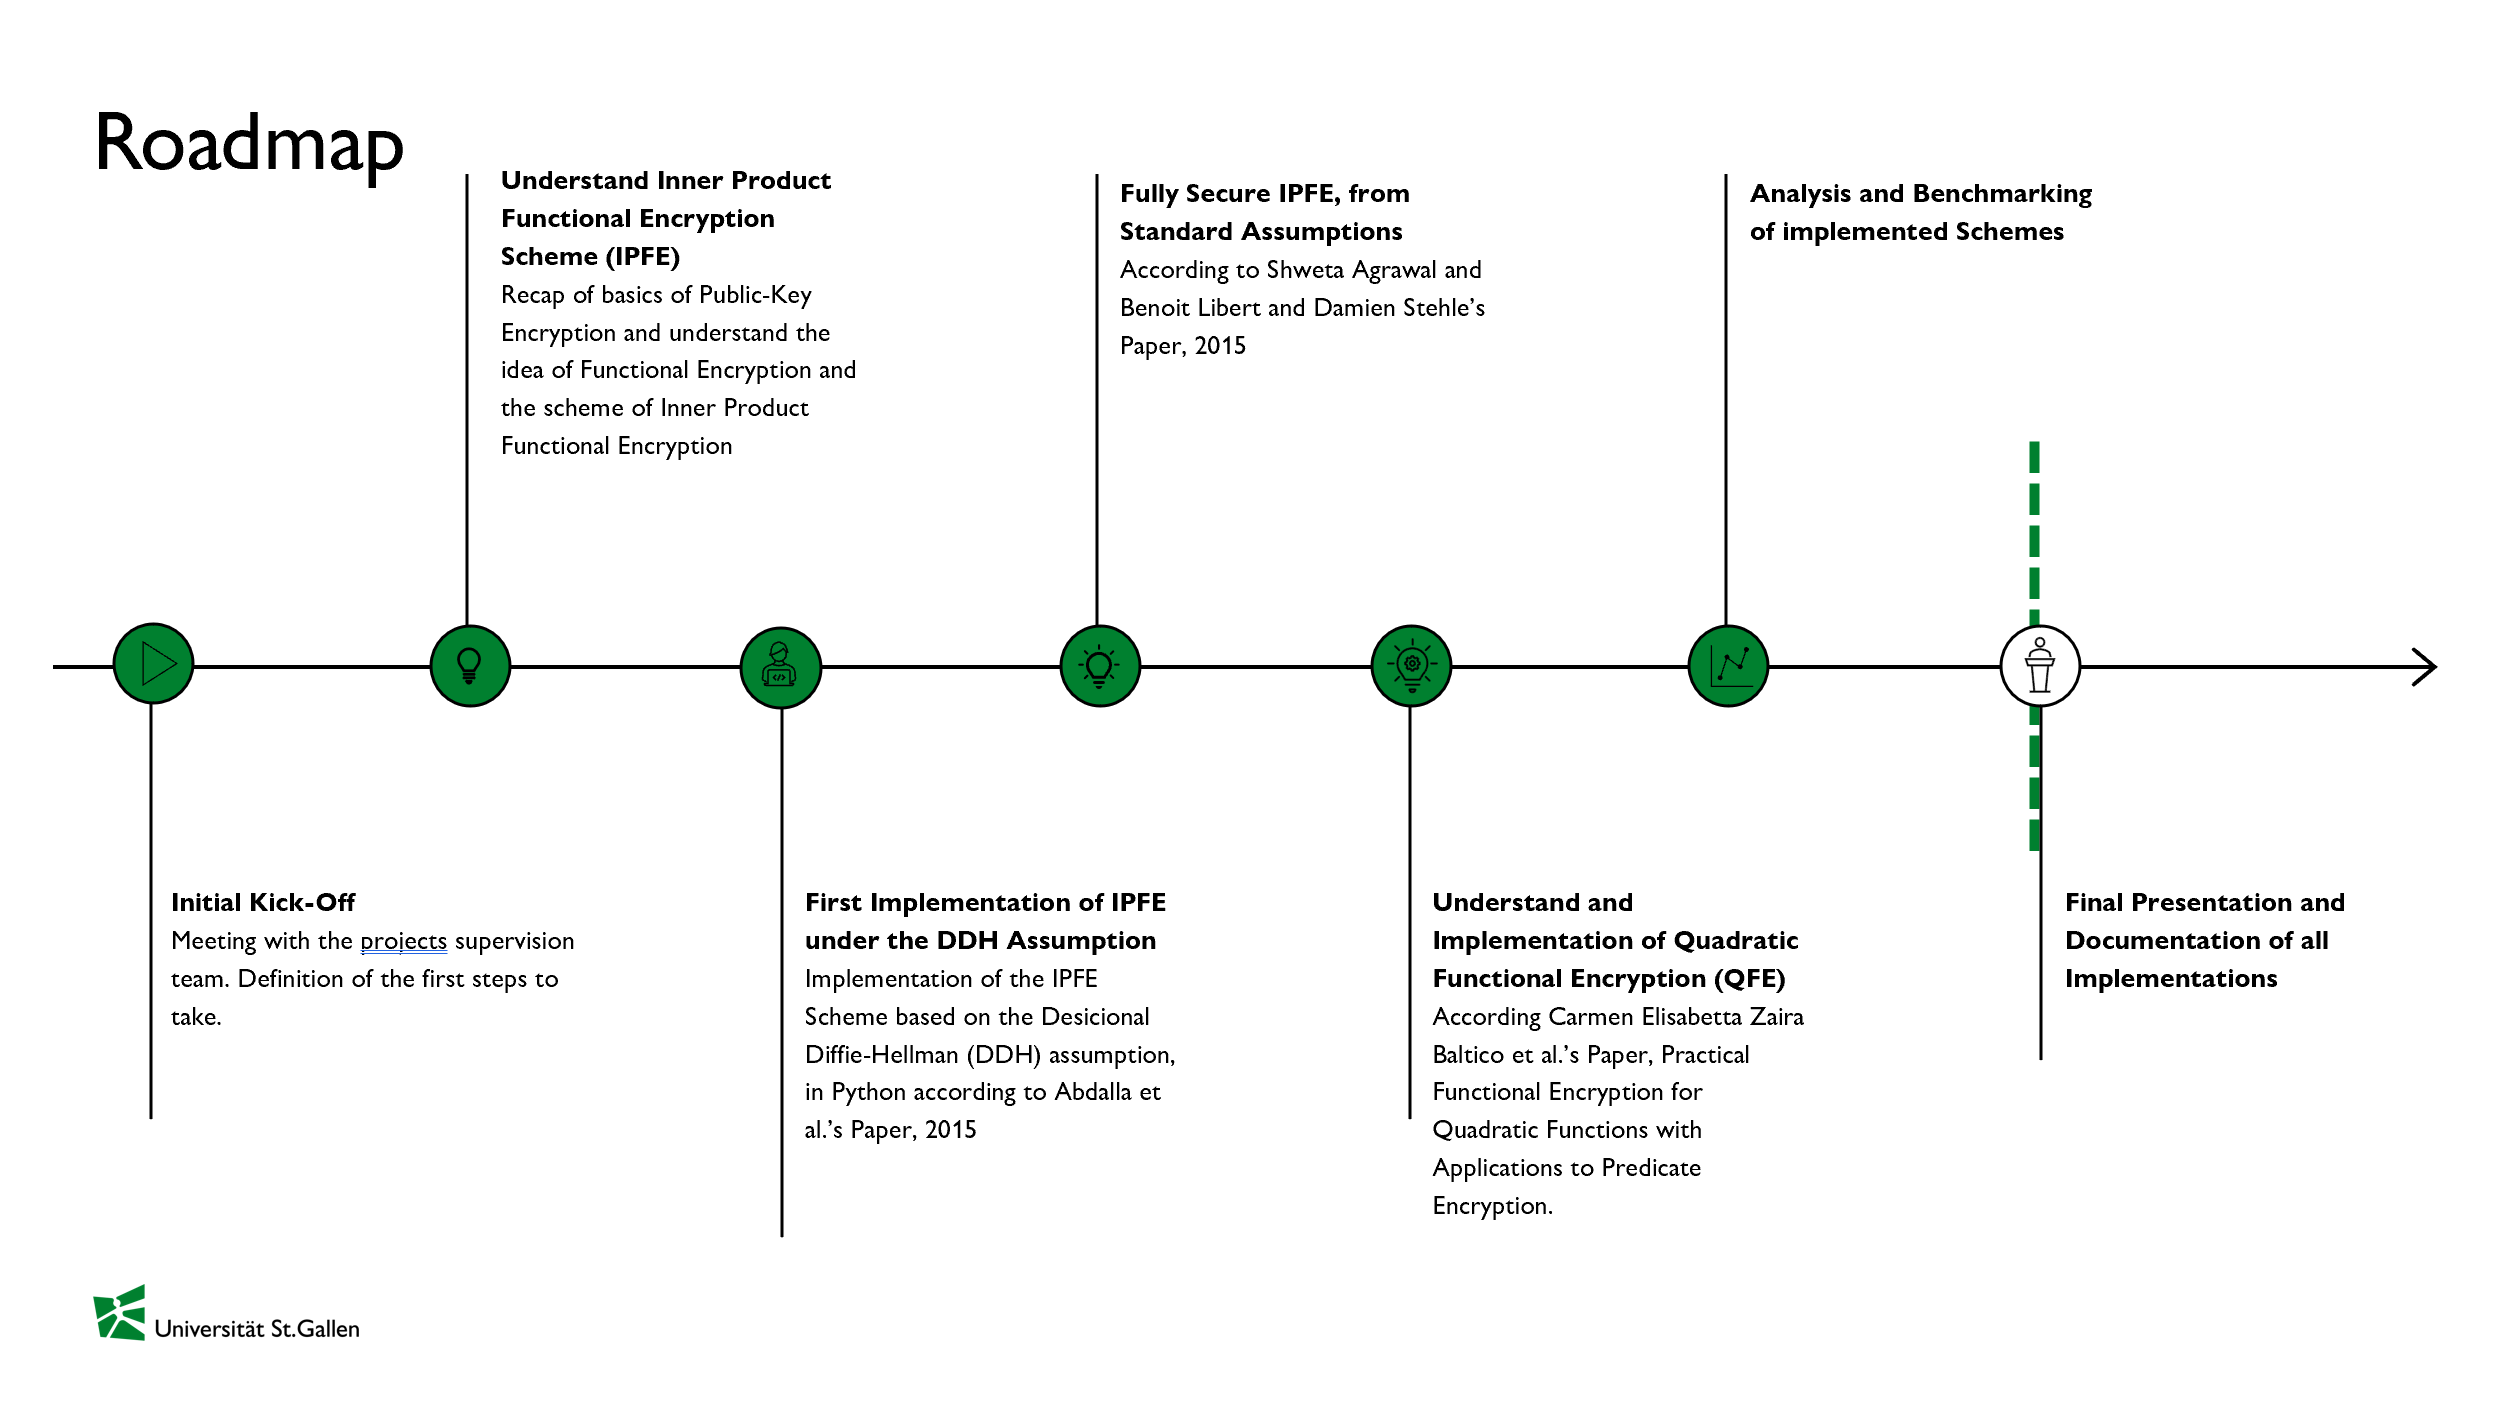 Roadmap
Understand Inner Product
Functional Encryption
Scheme (IPFE)
Recap of basics of Public-Key
Encryption and understand the
idea of Functional Encryption and
the scheme of Inner Product
Functional Encryption
Fully Secure IPFE, from
Standard Assumptions
According to Shweta Agrawal and
Benoit Libert and Damien Stehle’s
Paper, 2015
Analysis and Benchmarking
of implemented Schemes
Initial Kick-Off
Meeting with the projects supervision
team. Definition of the first steps to
take.
First Implementation of IPFE
under the DDH Assumption
Implementation of the IPFE
Scheme based on the Desicional
Diffie-Hellman (DDH) assumption,
in Python according to Abdalla et
al.’s Paper, 2015
Understand and
Implementation of Quadratic
Functional Encryption (QFE)
According Carmen Elisabetta Zaira
Baltico et al.’s Paper, Practical
Functional Encryption for
Quadratic Functions with
Applications to Predicate
Encryption.
Final Presentation and
Documentation of all
Implementations
Universität St.Gallen